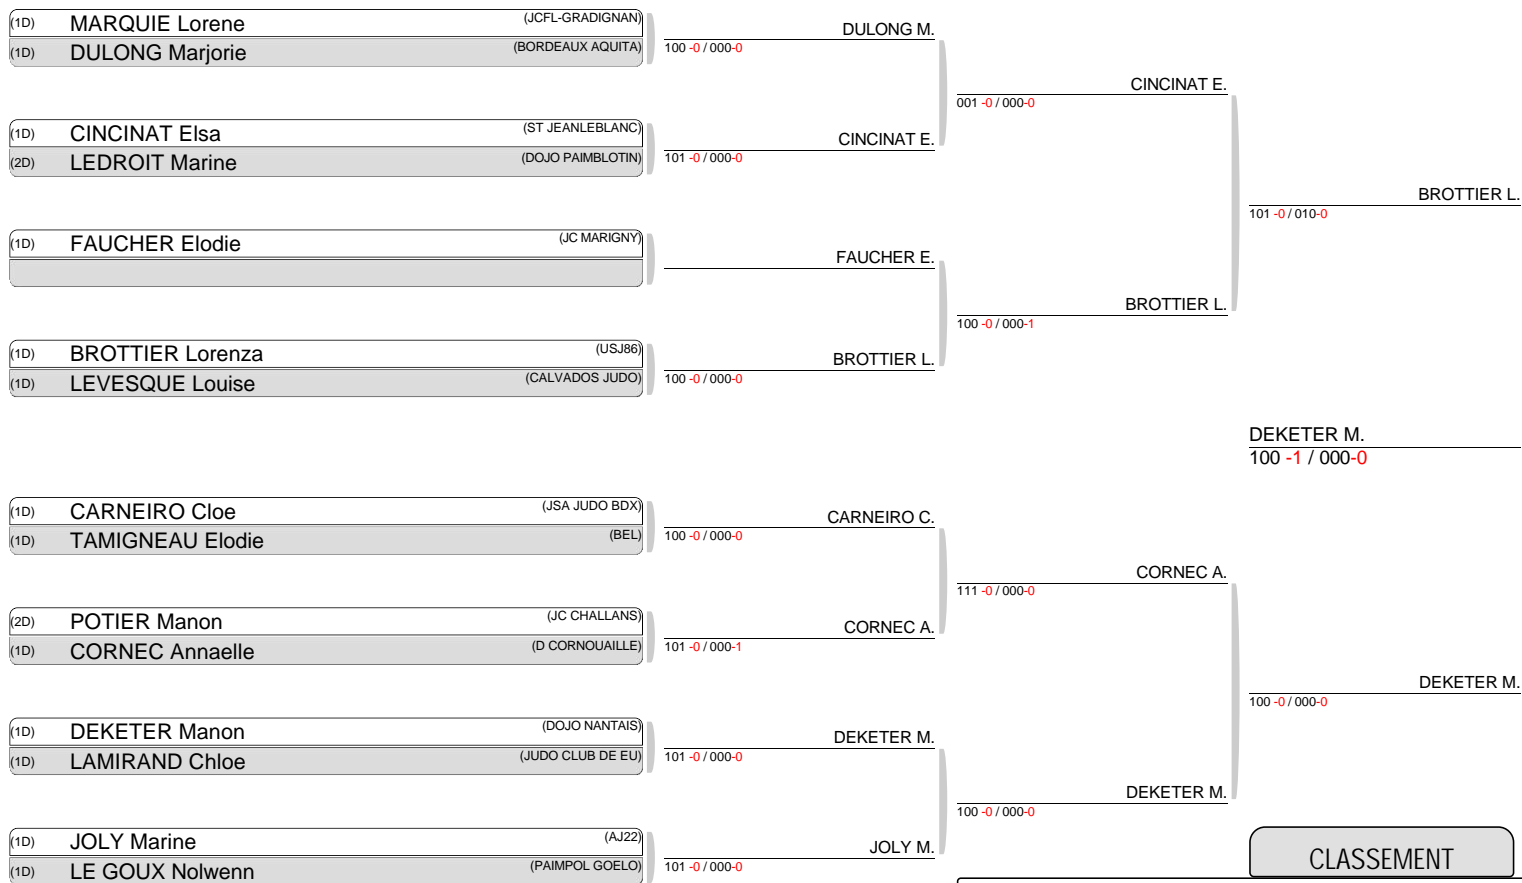 (1D) MARQUIE Lorene (JCFL-GRADIGNAN)
(1D) DULONG Marjorie (BORDEAUX AQUITA)
DULONG M.
100 -0 / 000-0
(1D) CINCINAT Elsa (ST JEANLEBLANC)
(2D) LEDROIT Marine (DOJO PAIMBLOTIN)
CINCINAT E.
101 -0 / 000-0
CINCINAT E.
001 -0 / 000-0
(1D) FAUCHER Elodie (JC MARIGNY)
FAUCHER E.
(1D) BROTTIER Lorenza (USJ86)
(1D) LEVESQUE Louise (CALVADOS JUDO)
BROTTIER L.
100 -0 / 000-0
BROTTIER L.
100 -0 / 000-1
BROTTIER L.
101 -0 / 010-0
DEKETER M.
100 -1 / 000-0
(1D) CARNEIRO Cloe (JSA JUDO BDX)
(1D) TAMIGNEAU Elodie (BEL)
CARNEIRO C.
100 -0 / 000-0
(2D) POTIER Manon (JC CHALLANS)
(1D) CORNEC Annaelle (D CORNOUAILLE)
CORNEC A.
101 -0 / 000-1
CORNEC A.
111 -0 / 000-0
(1D) DEKETER Manon (DOJO NANTAIS)
(1D) LAMIRAND Chloe (JUDO CLUB DE EU)
DEKETER M.
101 -0 / 000-0
(1D) JOLY Marine (AJ22)
(1D) LE GOUX Nolwenn (PAIMPOL GOELO)
JOLY M.
101 -0 / 000-0
DEKETER M.
100 -0 / 000-0
DEKETER M.
100 -0 / 000-0
CLASSEMENT